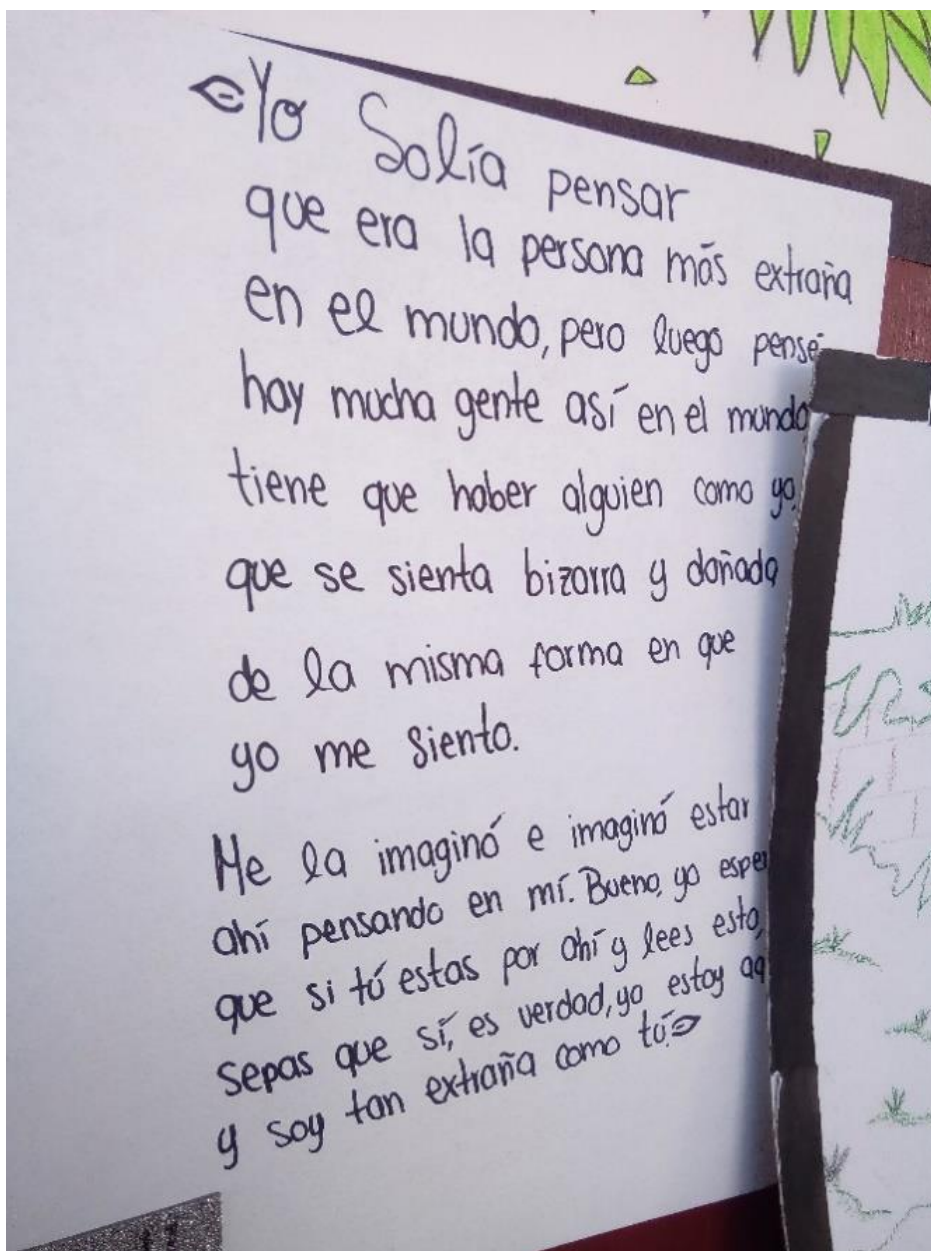 Yo Solía pensar
que era la persona más extraña
en el mundo, pero luego pensé
hay mucha gente así en el mundo
tiene que haber alguien como yo,
que se sienta bizarra y dañada
de la misma forma en que
yo me siento.
Me la imaginó e imaginó estar
ahí pensando en mí. Bueno, yo
que si tú estas por ahí y lees esto,
sepas que sí, es verdad, yo estoy
y soy tan extraña como tú.